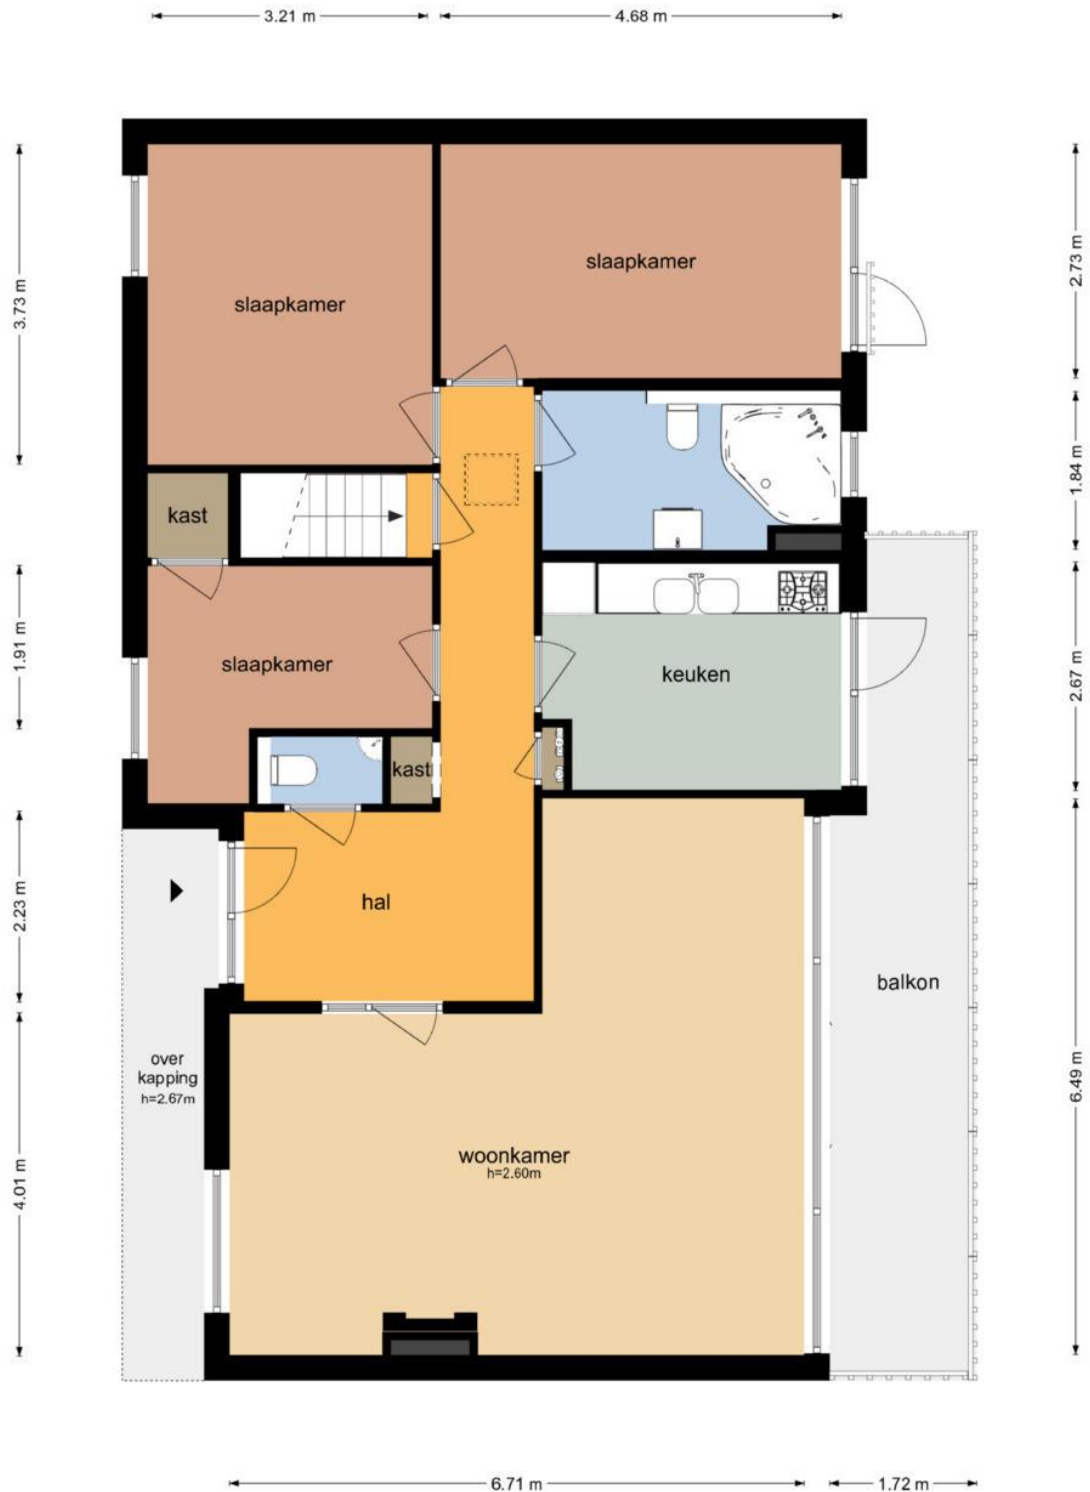 3.21 m
4.68 m
3.73 m
2.73 m
slaapkamer
slaapkamer
1.84 m
kast
1.91 m
slaapkamer
keuken
2.67 m
kast
2.23 m
hal
balkon
over
kapping
h=2.67m
6.49 m
4.01 m
woonkamer
h=2.60m
6.71 m
1.72 m